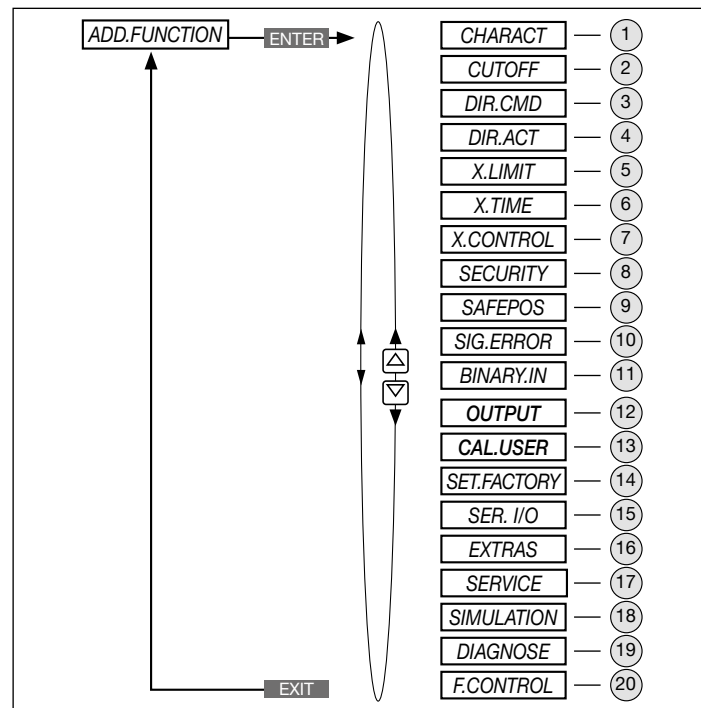 ADD.FUNCTION ENTER CHARACT 1
CUTOFF 2
DIR.CMD 3
DIR.ACT 4
X.LIMIT 5
X.TIME 6
X.CONTROL 7
SECURITY 8
SAFEPOS 9
SIG.ERROR 10
BINARY.IN 11
OUTPUT 12
CAL.USER 13
SET.FACTORY 14
SER. I/O 15
EXTRAS 16
SERVICE 17
SIMULATION 18
DIAGNOSE 19
EXIT F.CONTROL 20